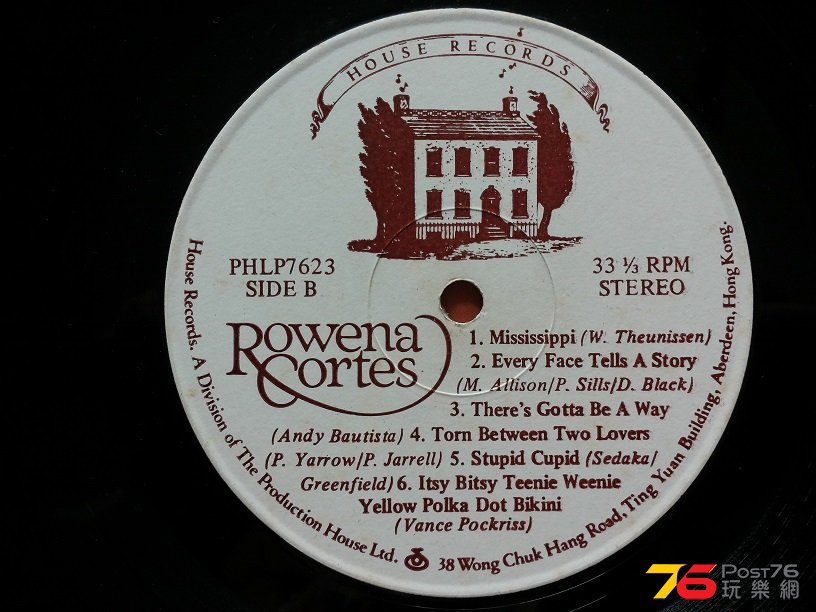 HOUSE RECORDS
PHLP7623
SIDE B
33 ⅓ RPM
STEREO
Rowena
Cortes
1. Mississippi (W. Theunissen)
2. Every Face Tells A Story
(M. Allison/P. Sills/D. Black)
3. There's Gotta Be A Way
(Andy Bautista) 4. Torn Between Two Lovers
(P. Yarrow/P. Jarrell) 5. Stupid Cupid (Sedaka/
Greenfield) 6. Itsy Bitsy Teenie Weenie
Yellow Polka Dot Bikini
(Vance Pockriss)
House Records. A Division of The Production House Ltd. 38 Wong Chuk Hang Road, Ting Yuan Building, Aberdeen, Hong Kong.
76 Post76
玩樂網